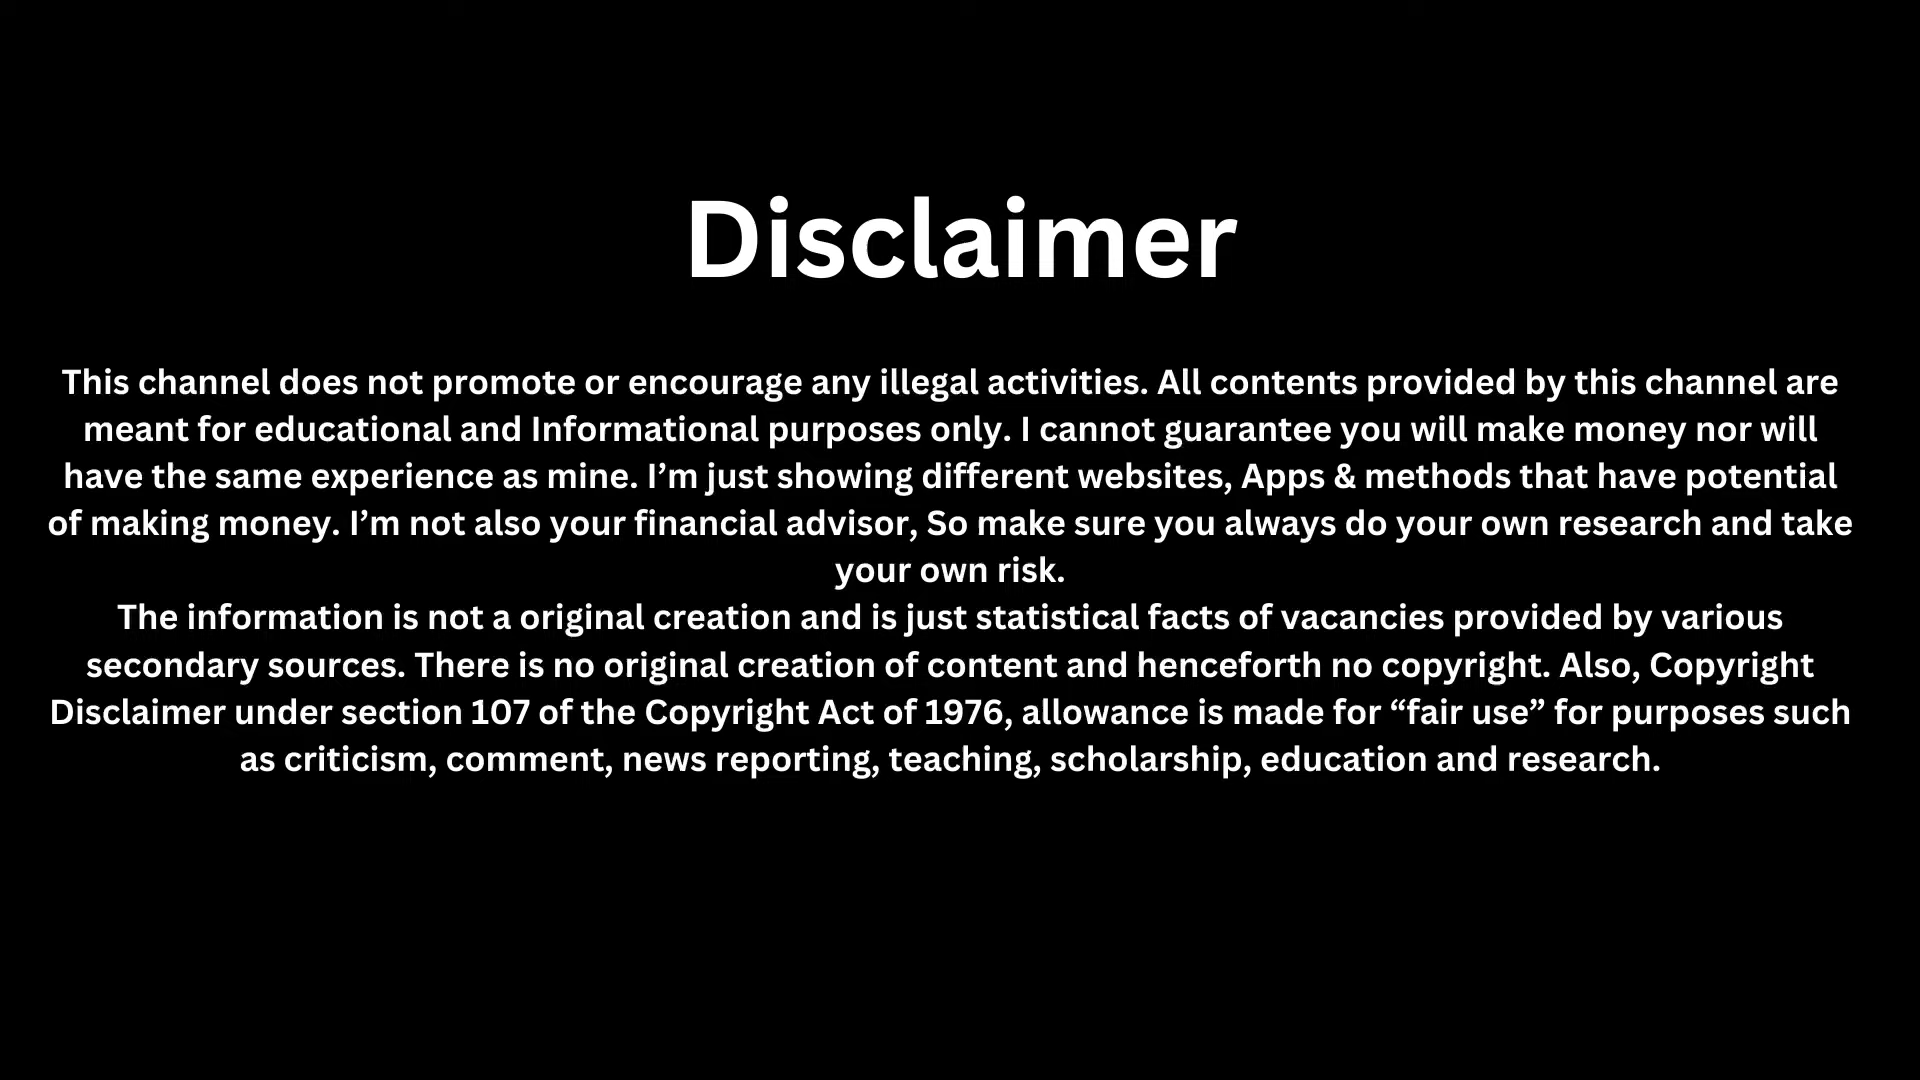 Disclaimer
This channel does not promote or encourage any illegal activities. All contents provided by this channel are
meant for educational and Informational purposes only. I cannot guarantee you will make money nor will
have the same experience as mine. I’m just showing different websites, Apps & methods that have potential
of making money. I’m not also your financial advisor, So make sure you always do your own research and take
your own risk.
The information is not a original creation and is just statistical facts of vacancies provided by various
secondary sources. There is no original creation of content and henceforth no copyright. Also, Copyright
Disclaimer under section 107 of the Copyright Act of 1976, allowance is made for “fair use” for purposes such
as criticism, comment, news reporting, teaching, scholarship, education and research.